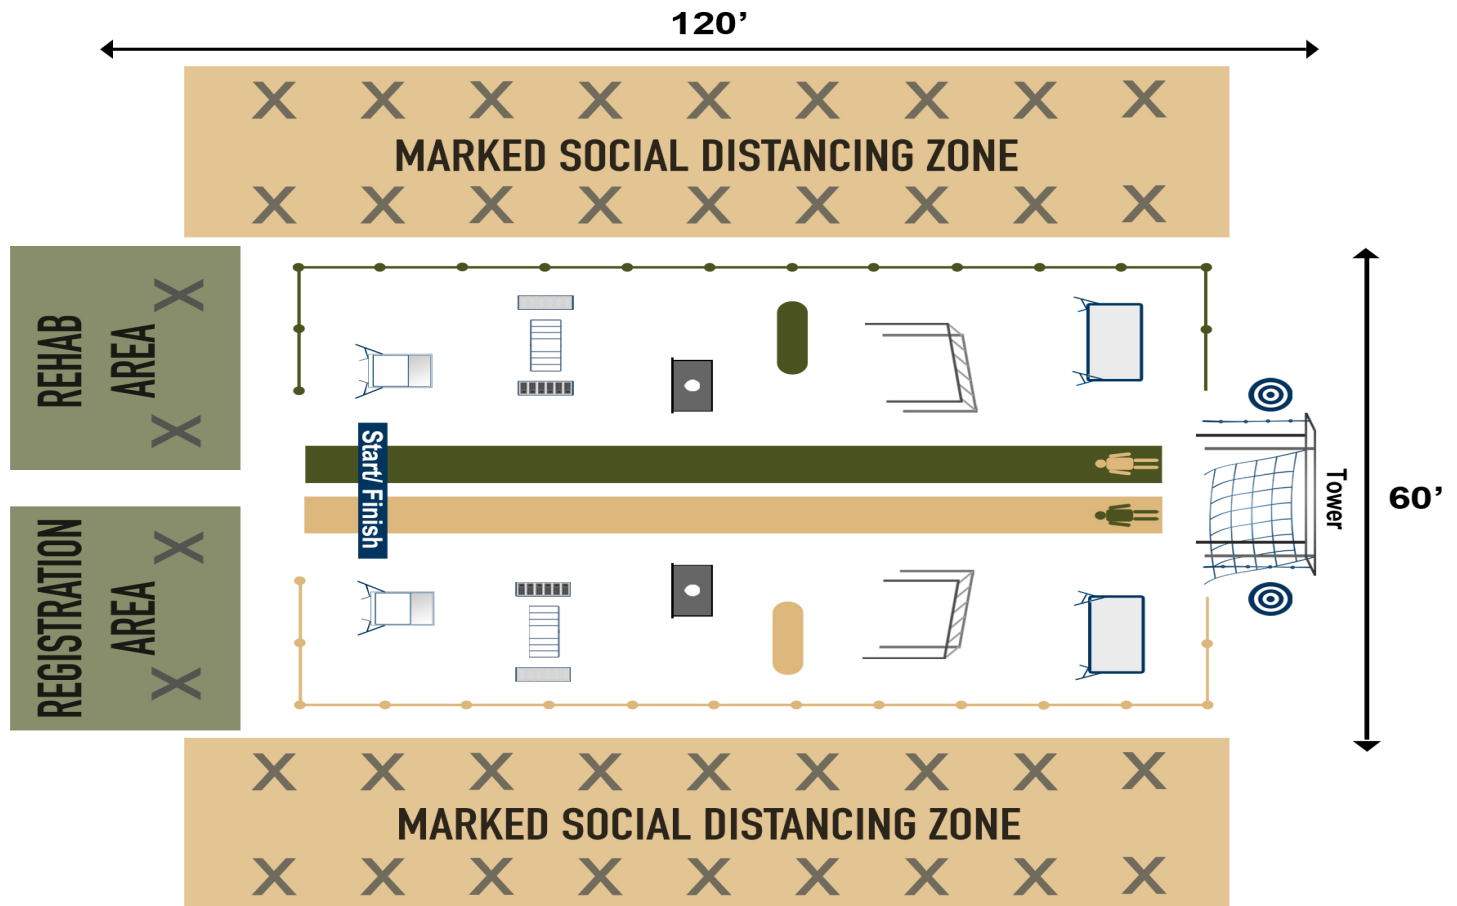 120’
X X X X X X X X X
MARKED SOCIAL DISTANCING ZONE
X X X X X X X X X
REHAB
AREA
X
X
Start/ Finish
Tower
60’
REGISTRATION
AREA
X
X
X X X X X X X X X
MARKED SOCIAL DISTANCING ZONE
X X X X X X X X X